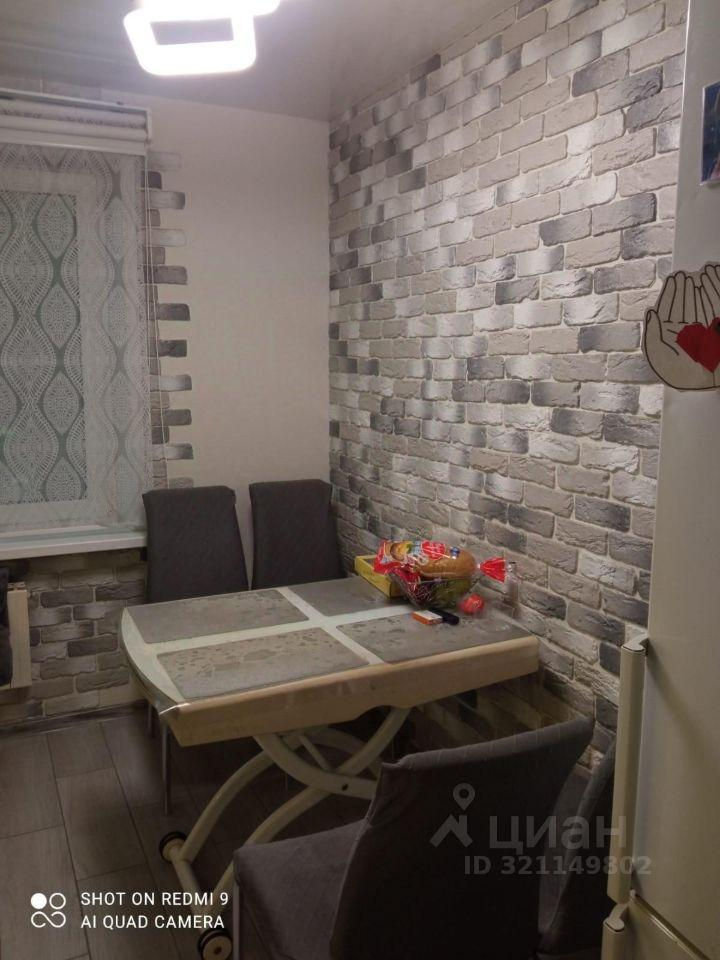 циан
ID 321149802
SHOT ON REDMI 9
AI QUAD CAMERA